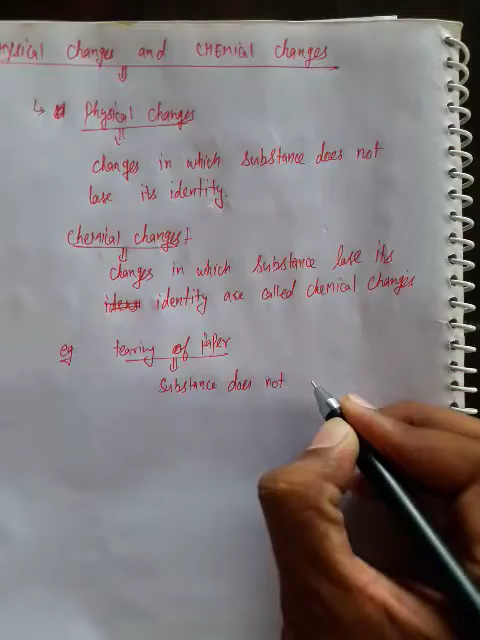 hysical changes and CHEMICAL changes
Physical changes
changes in which substance does not
lose its identity.
Chemical changes:
changes in which substance lose its
identity are called chemical changes
eg tearing of paper
Substance does not